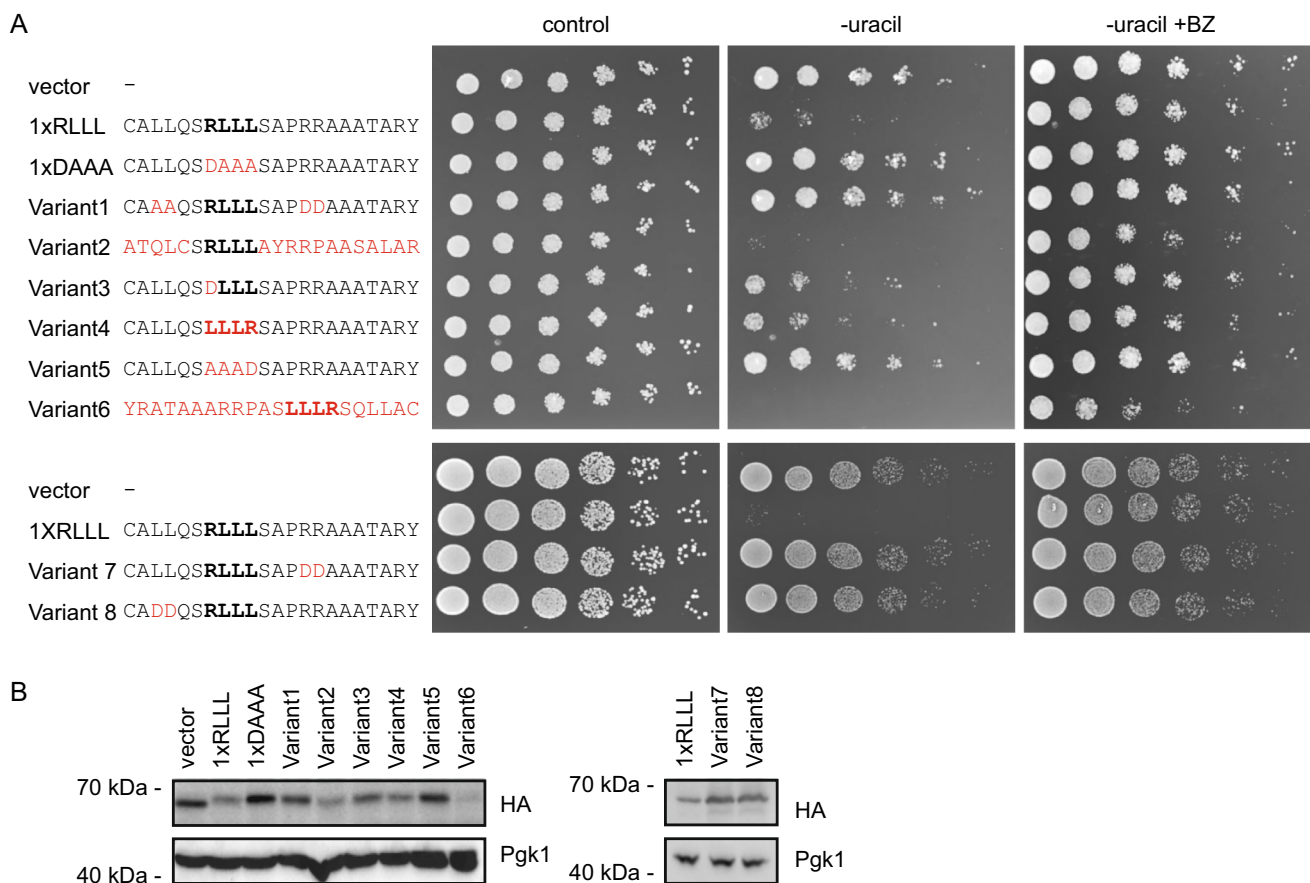 A
control -uracil -uracil +BZ
vector –
1xRLLL CALLQSRLLLSAPRRAAATARY
1xDAAA CALLQSDAAASAPRRAAATARY
Variant1 CAAAQSRLLLSAPDDAAATARY
Variant2 ATQLCSRLLLAYRRPAASALAR
Variant3 CALLQSDLLLSAPRRAAATARY
Variant4 CALLQSLLLRSAPRRAAATARY
Variant5 CALLQSAAADSAPRRAAATARY
Variant6 YRATAAARRPASLLLRSQLLAC
vector –
1XRLLL CALLQSRLLLSAPRRAAATARY
Variant 7 CALLQSRLLLSAPDDAAATARY
Variant 8 CADDQSRLLLSAPRRAAATARY
B
vector 1xRLLL 1xDAAA Variant1 Variant2 Variant3 Variant4 Variant5 Variant6
70 kDa - HA
40 kDa - Pgk1
1xRLLL Variant7 Variant8
70 kDa - HA
40 kDa - Pgk1